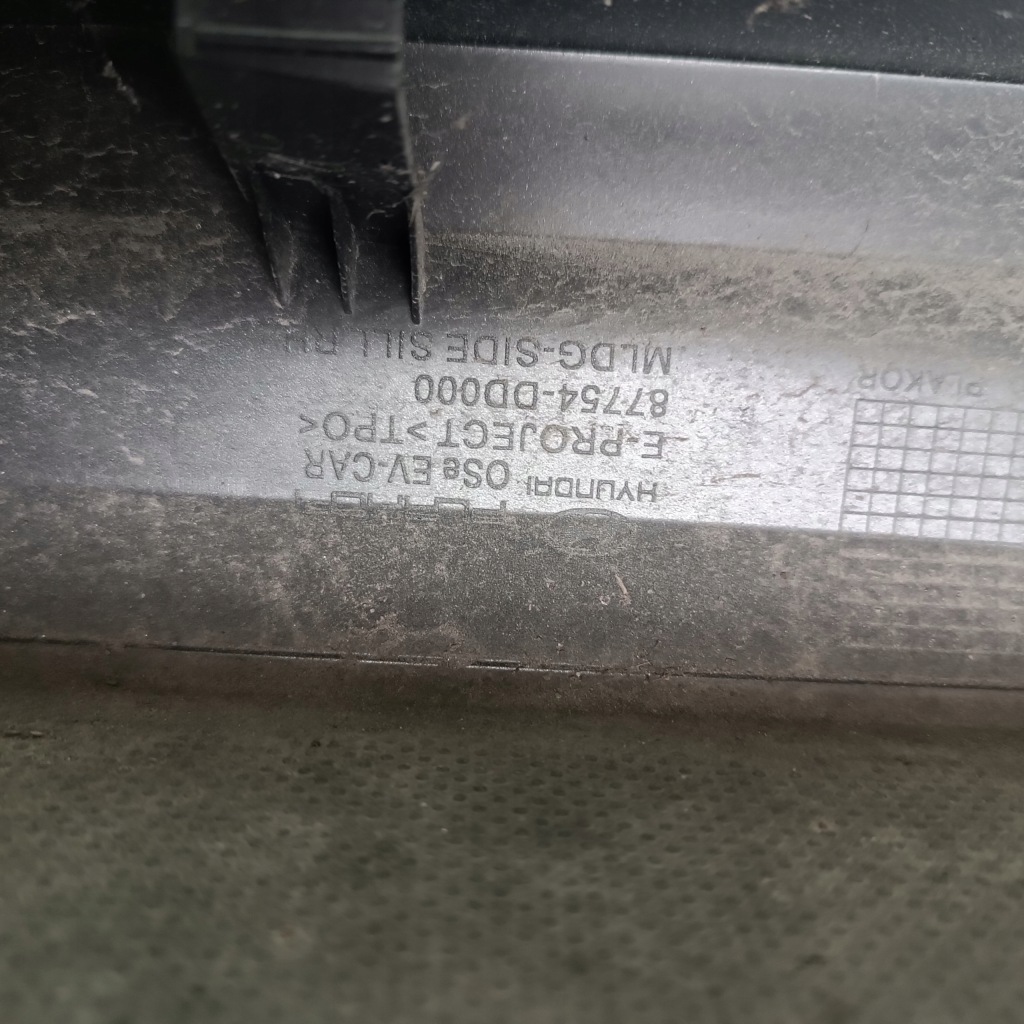 HYUNDAI OSe EV-CAR
E-PROJECT >TPO<
87754-DD000
MLDG-SIDE SILL RH
PLAKOR